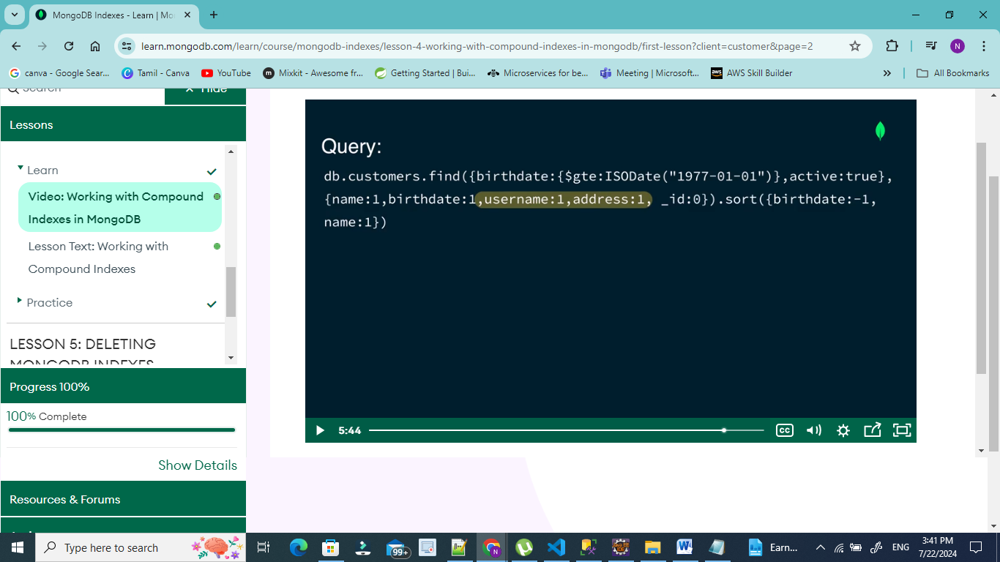 MongoDB Indexes - Learn | Mo
learn.mongodb.com/learn/course/mongodb-indexes/lesson-4-working-with-compound-indexes-in-mongodb/first-lesson?client=customer&page=2
N
canva - Google Sear...
Tamil - Canva
YouTube
Mixkit - Awesome fr...
Getting Started | Bui...
Microservices for be...
Meeting | Microsoft...
aws
AWS Skill Builder
All Bookmarks
Search
× Hide
Lessons
Learn
Video: Working with Compound
Indexes in MongoDB
Lesson Text: Working with
Compound Indexes
Practice
LESSON 5: DELETING
MONGODB INDEXES
Progress 100%
100% Complete
Show Details
Resources & Forums
Query:
db.customers.find({birthdate:{$gte:ISODate("1977-01-01")},active:true},
{name:1,birthdate:1,username:1,address:1, _id:0}).sort({birthdate:-1,
name:1})
5:44
CC
Type here to search
99+
Earn...
ENG
3:41 PM
7/22/2024